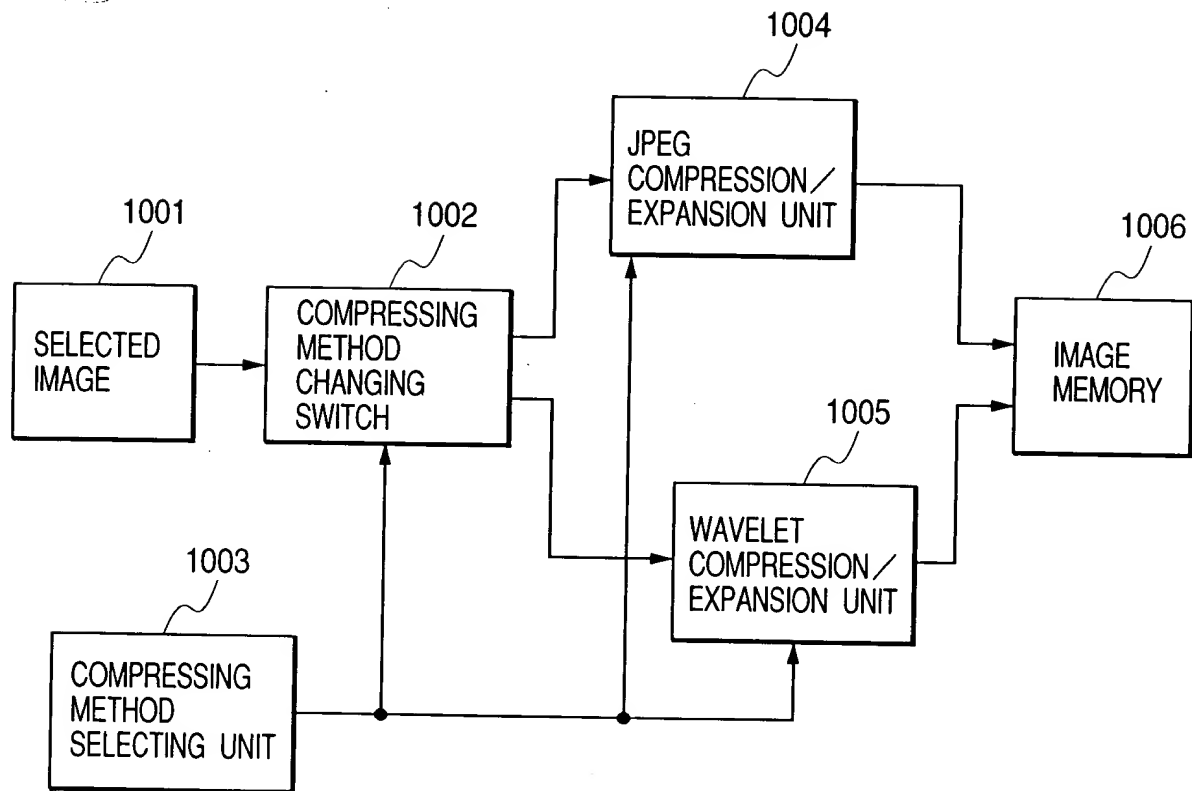 1004
JPEG
COMPRESSION/
EXPANSION UNIT
1001
SELECTED
IMAGE
1002
COMPRESSING
METHOD
CHANGING
SWITCH
1006
IMAGE
MEMORY
1005
WAVELET
COMPRESSION/
EXPANSION UNIT
1003
COMPRESSING
METHOD
SELECTING UNIT